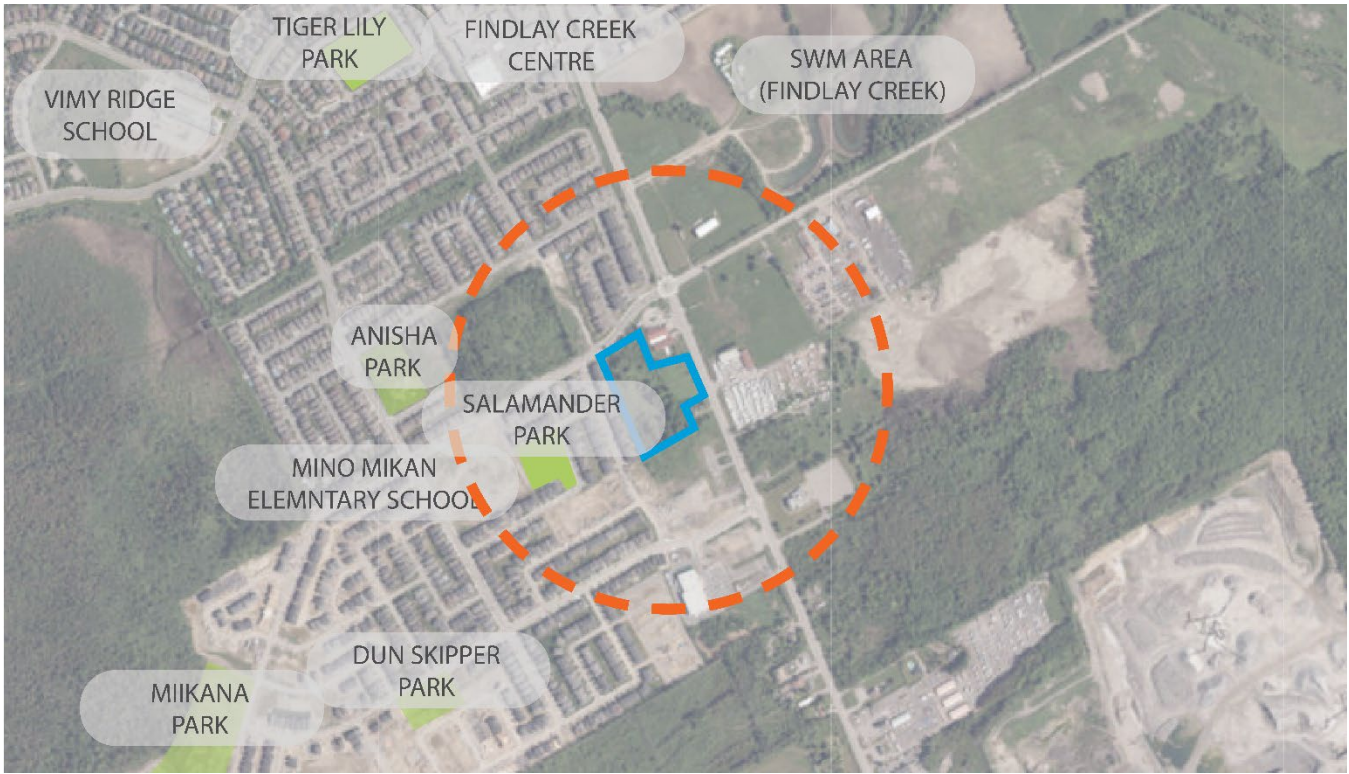 TIGER LILY
PARK
FINDLAY CREEK
CENTRE
SWM AREA
(FINDLAY CREEK)
VIMY RIDGE
SCHOOL
ANISHA
PARK
SALAMANDER
PARK
MINO MIKAN
ELEMNTARY SCHOOL
DUN SKIPPER
PARK
MIIKANA
PARK